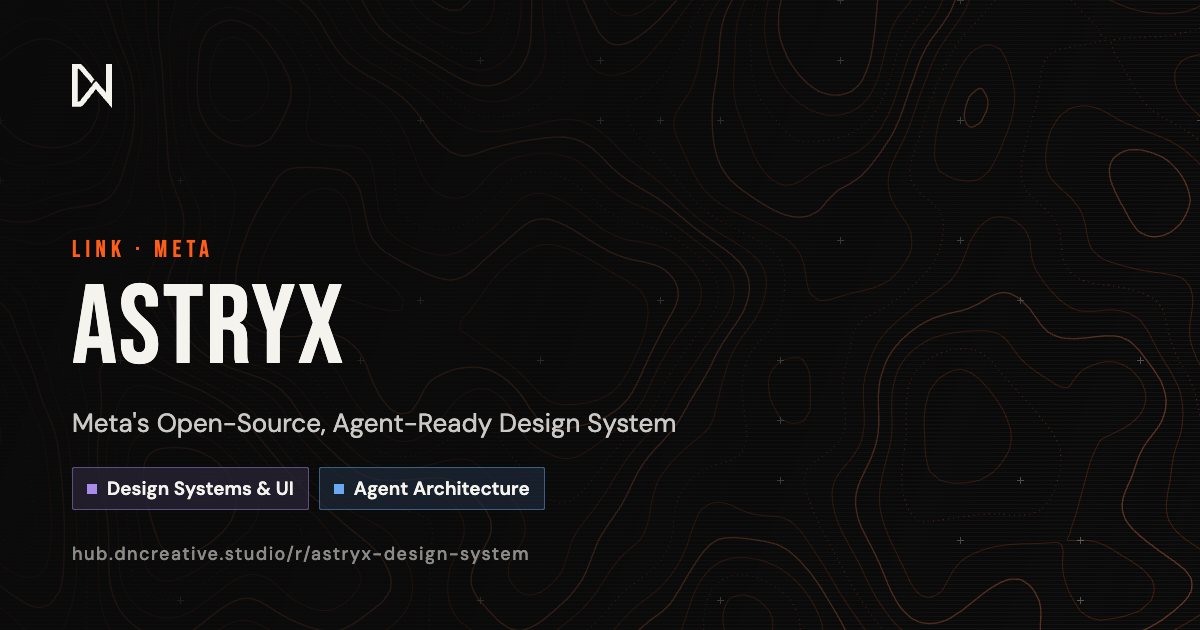 LINK · META
ASTRYX
Meta's Open-Source, Agent-Ready Design System
Design Systems & UI
Agent Architecture
hub.dncreative.studio/r/astryx-design-system